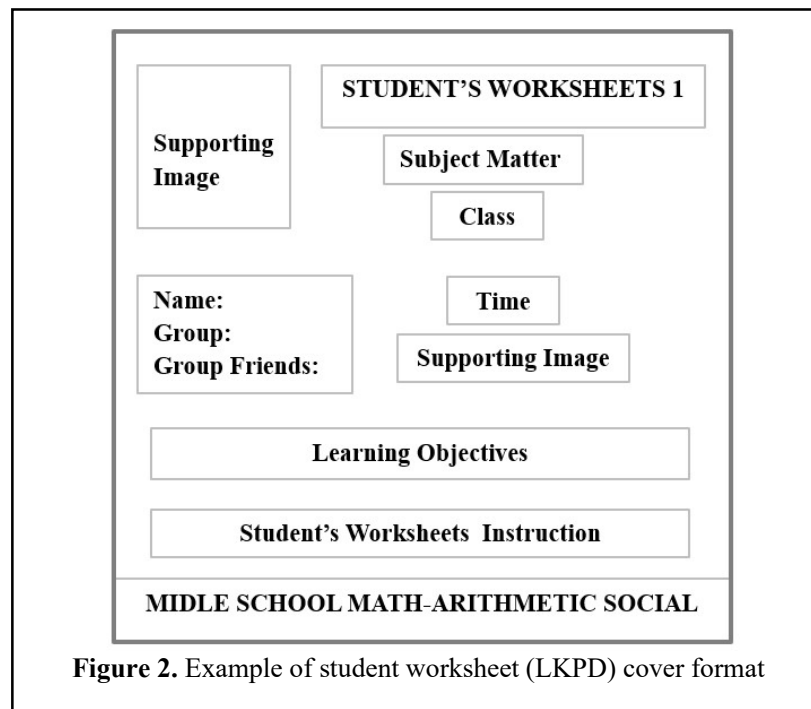 STUDENT'S WORKSHEETS 1
Supporting
Image
Subject Matter
Class
Name:
Group:
Group Friends:
Time
Supporting Image
Learning Objectives
Student's Worksheets Instruction
MIDLE SCHOOL MATH-ARITHMETIC SOCIAL
Figure 2. Example of student worksheet (LKPD) cover format